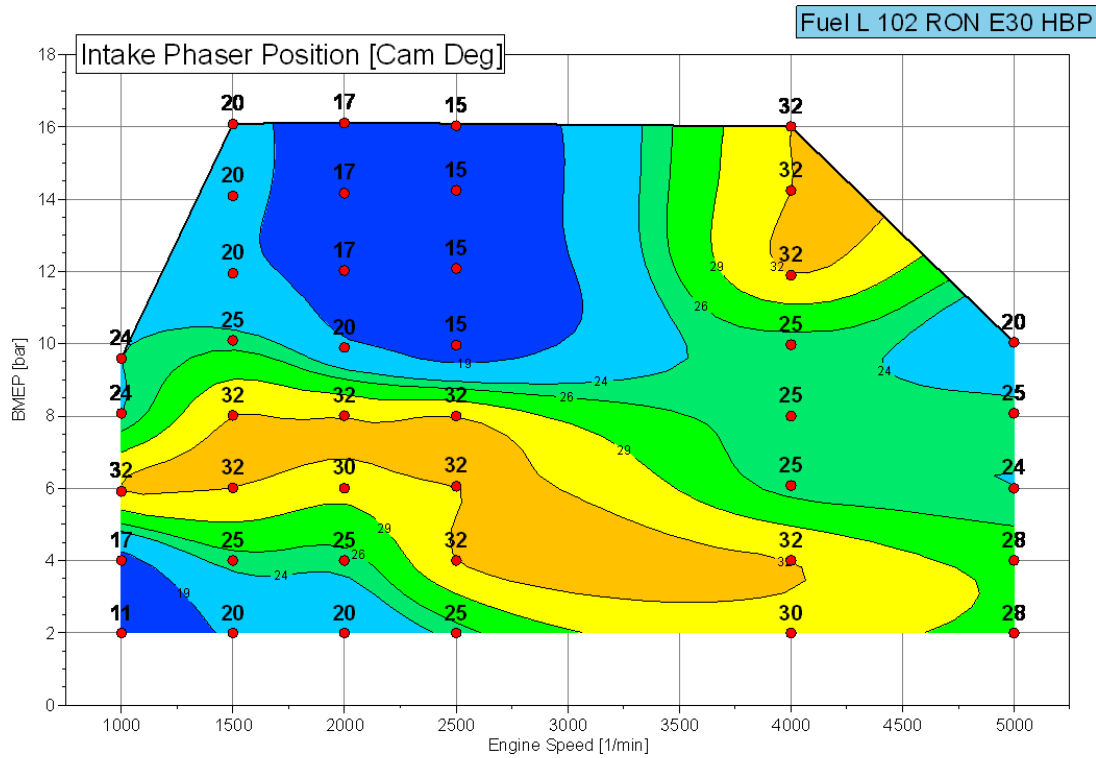 Fuel L 102 RON E30 HBP
Intake Phaser Position [Cam Deg]
18
16
14
12
10
8
6
4
2
0
BMEP [bar]
20 17 15 32
20 17 15 32
20 17 15 32
24 25 20 15 25 20
24 32 32 32 25 25
32 32 30 32 25 24
17 25 25 32 32 28
11 20 20 25 30 28
29 32
26
19 24 24
26
29
29
26
24 32
19
1000 1500 2000 2500 3000 3500 4000 4500 5000
Engine Speed [1/min]